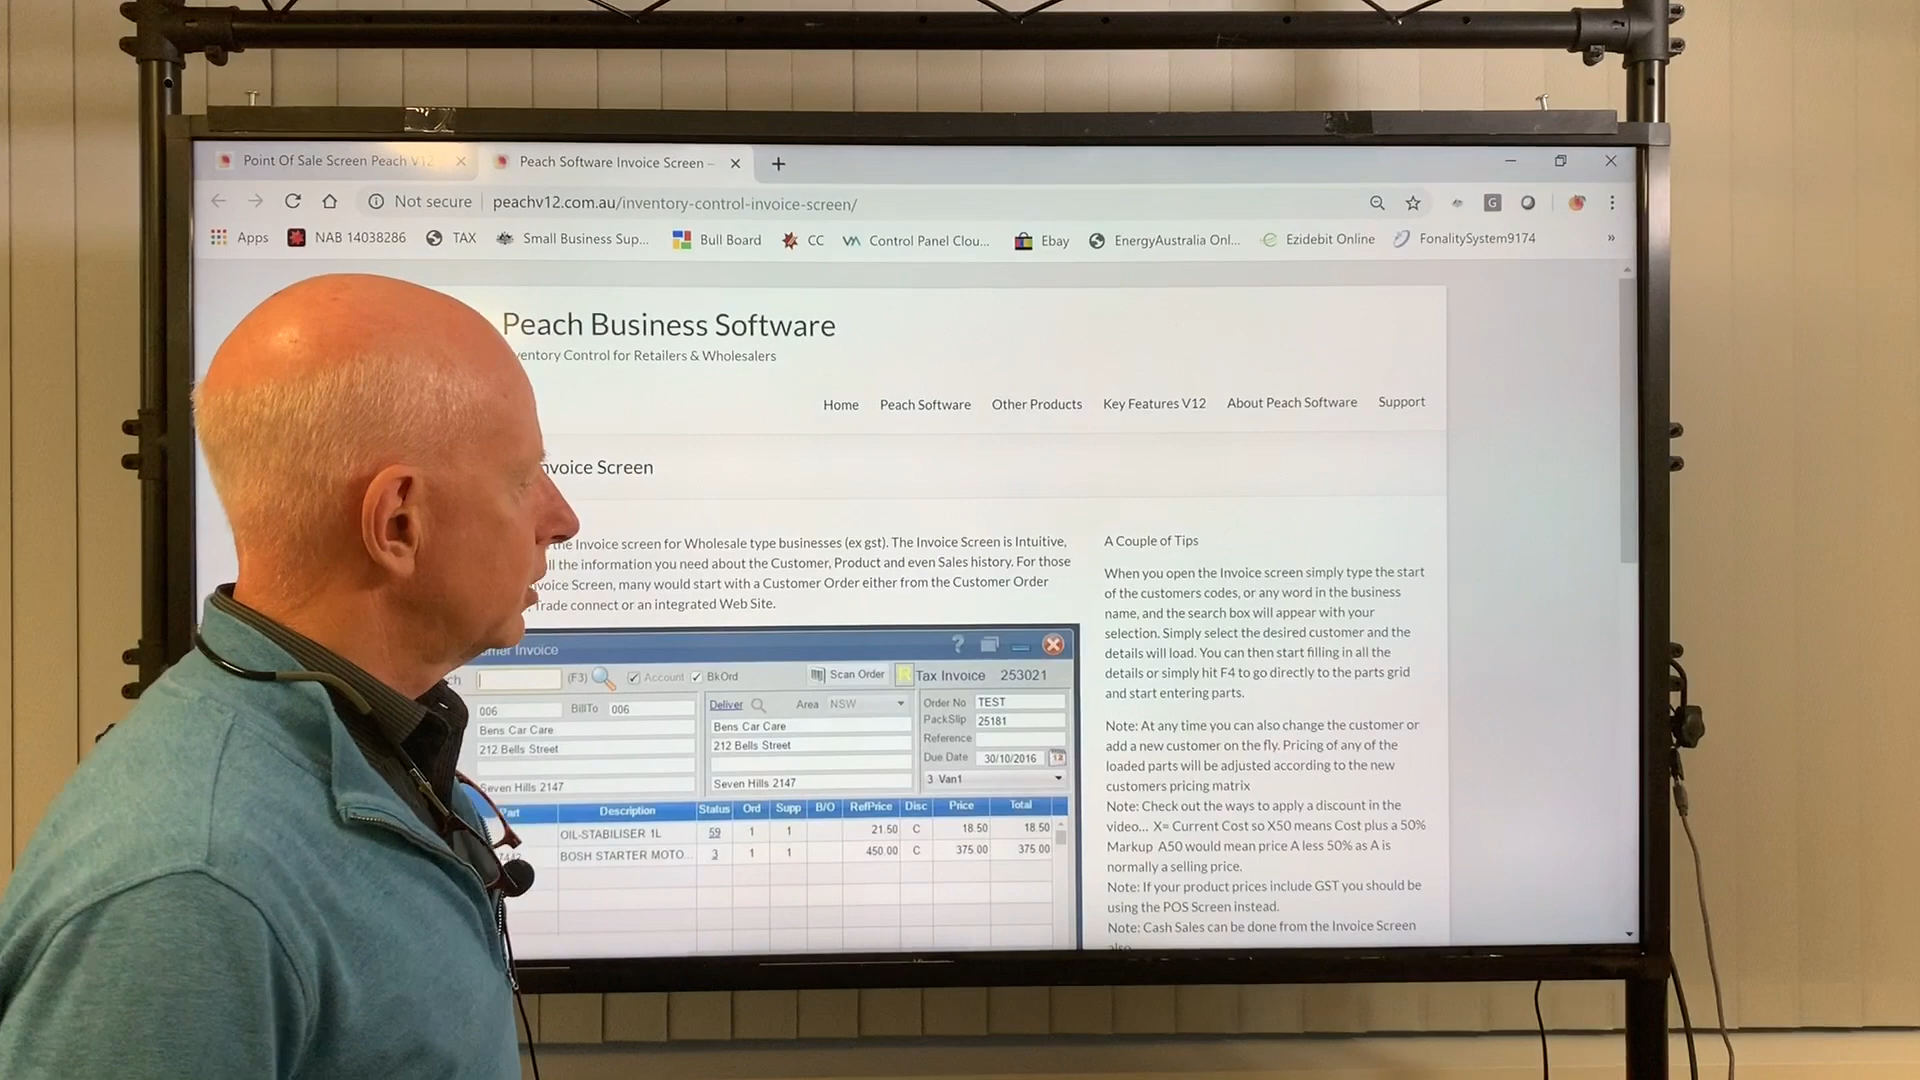 Point Of Sale Screen Peach V12
Peach Software Invoice Screen –
Not secure
peachv12.com.au/inventory-control-invoice-screen/
G
Apps
NAB 14038286
TAX
Small Business Sup...
Bull Board
CC
Control Panel Clou...
Ebay
EnergyAustralia Onl...
Ezidebit Online
FonalitySystem9174
»
Peach Business Software
ventory Control for Retailers & Wholesalers
Home
Peach Software
Other Products
Key Features V12
About Peach Software
Support
nvoice Screen
the Invoice screen for Wholesale type businesses (ex gst). The Invoice Screen is Intuitive,
ll the information you need about the Customer, Product and even Sales history. For those
nvoice Screen, many would start with a Customer Order either from the Customer Order
Trade connect or an integrated Web Site.
omer Invoice
?
ch
(F3)
Account
BkOrd
Scan Order
Tax Invoice 253021
006
BillTo
006
Bens Car Care
212 Bells Street
Seven Hills 2147
Deliver
Area
NSW
Bens Car Care
212 Bells Street
Seven Hills 2147
Order No
TEST
PackSlip
25181
Reference
Due Date
30/10/2016
12
3 Van1
Part Description Status Ord Supp B/O RefPrice Disc Price Total
OIL-STABILISER 1L 59 1 1 21.50 C 18.50 18.50
7442 BOSH STARTER MOTO... 3 1 1 450.00 C 375.00 375.00
A Couple of Tips
When you open the Invoice screen simply type the start
of the customers codes, or any word in the business
name, and the search box will appear with your
selection. Simply select the desired customer and the
details will load. You can then start filling in all the
details or simply hit F4 to go directly to the parts grid
and start entering parts.
Note: At any time you can also change the customer or
add a new customer on the fly. Pricing of any of the
loaded parts will be adjusted according to the new
customers pricing matrix
Note: Check out the ways to apply a discount in the
video... X= Current Cost so X50 means Cost plus a 50%
Markup A50 would mean price A less 50% as A is
normally a selling price.
Note: If your product prices include GST you should be
using the POS Screen instead.
Note: Cash Sales can be done from the Invoice Screen
also